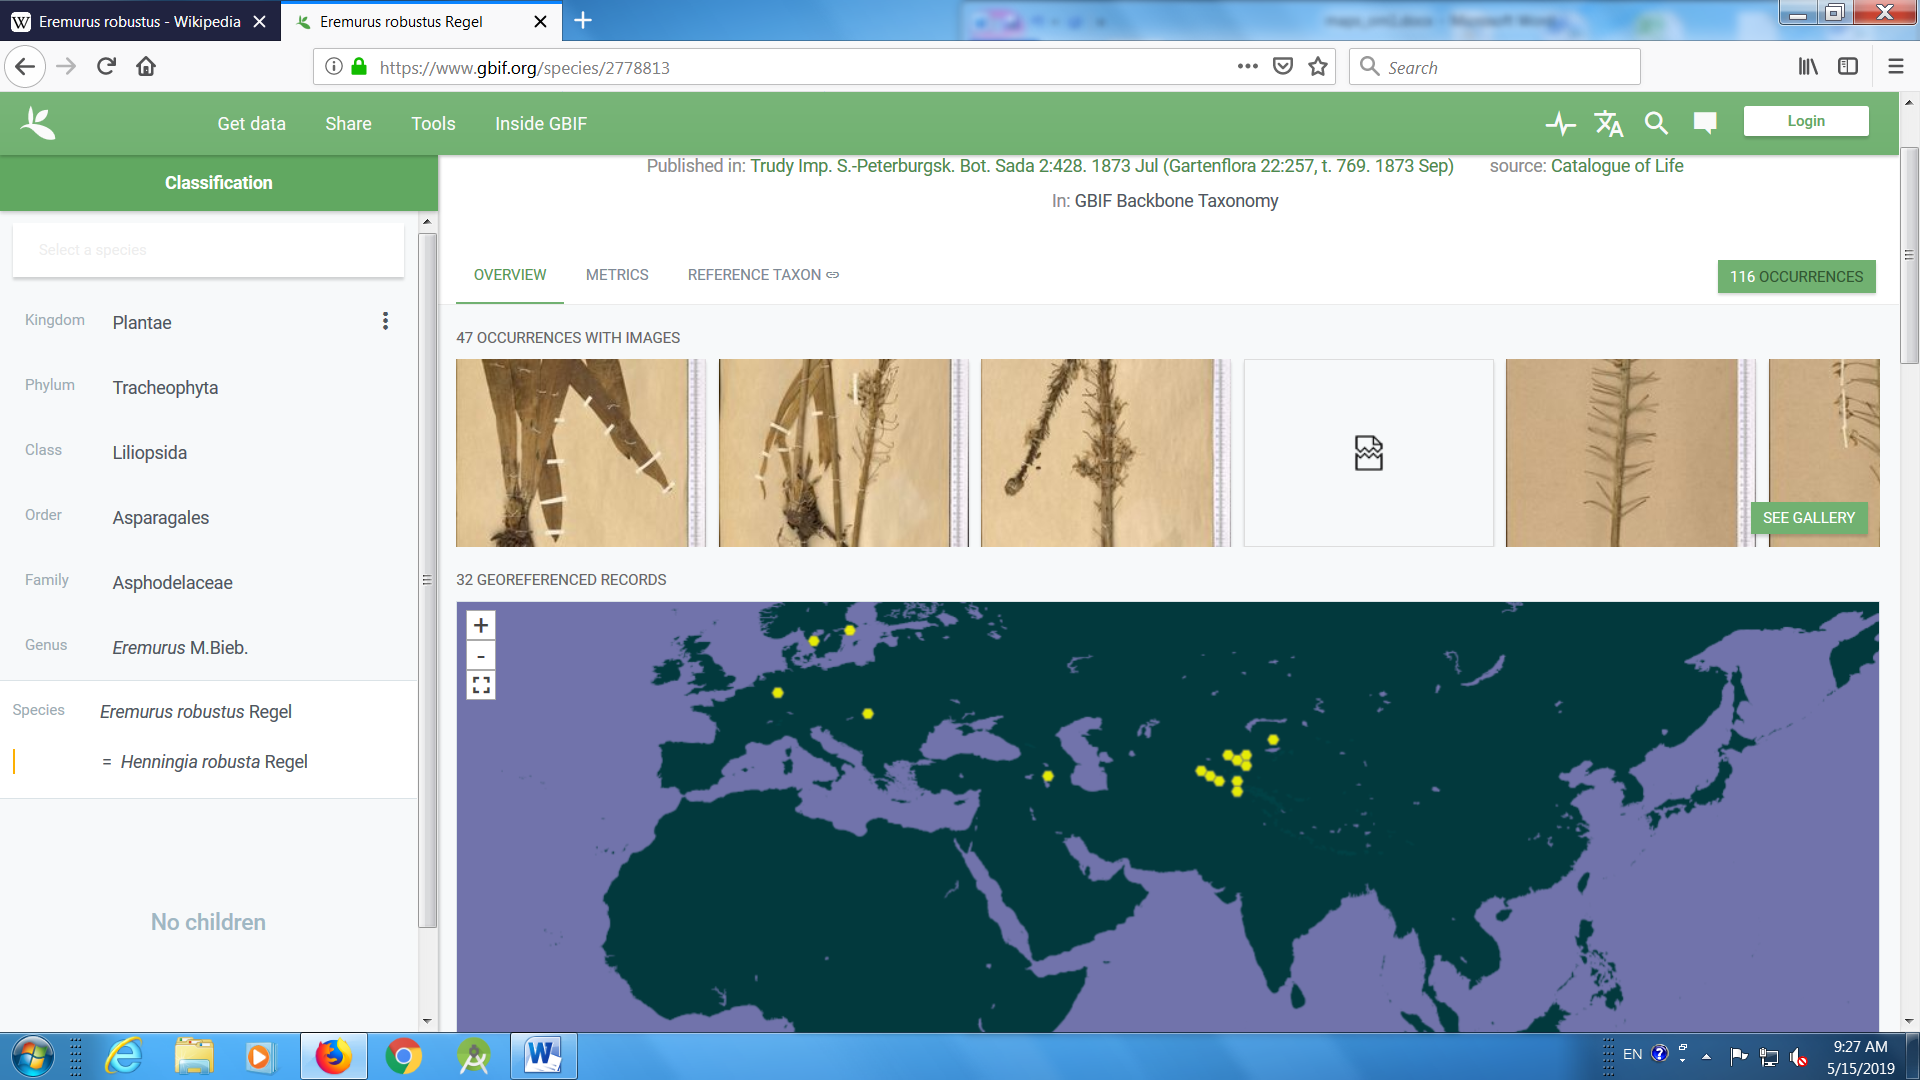 W Eremurus robustus - Wikipedia
Eremurus robustus Regel
https://www.gbif.org/species/2778813
Search
Get data
Share
Tools
Inside GBIF
Login
Classification
Select a species
Kingdom Plantae
Phylum Tracheophyta
Class Liliopsida
Order Asparagales
Family Asphodelaceae
Genus Eremurus M.Bieb.
Species Eremurus robustus Regel
= Henningia robusta Regel
No children
Published in: Trudy Imp. S.-Peterburgsk. Bot. Sada 2:428. 1873 Jul (Gartenflora 22:257, t. 769. 1873 Sep) source: Catalogue of Life
In: GBIF Backbone Taxonomy
OVERVIEW
METRICS
REFERENCE TAXON
116 OCCURRENCES
47 OCCURRENCES WITH IMAGES
SEE GALLERY
32 GEOREFERENCED RECORDS
+
-
EN
9:27 AM
5/15/2019